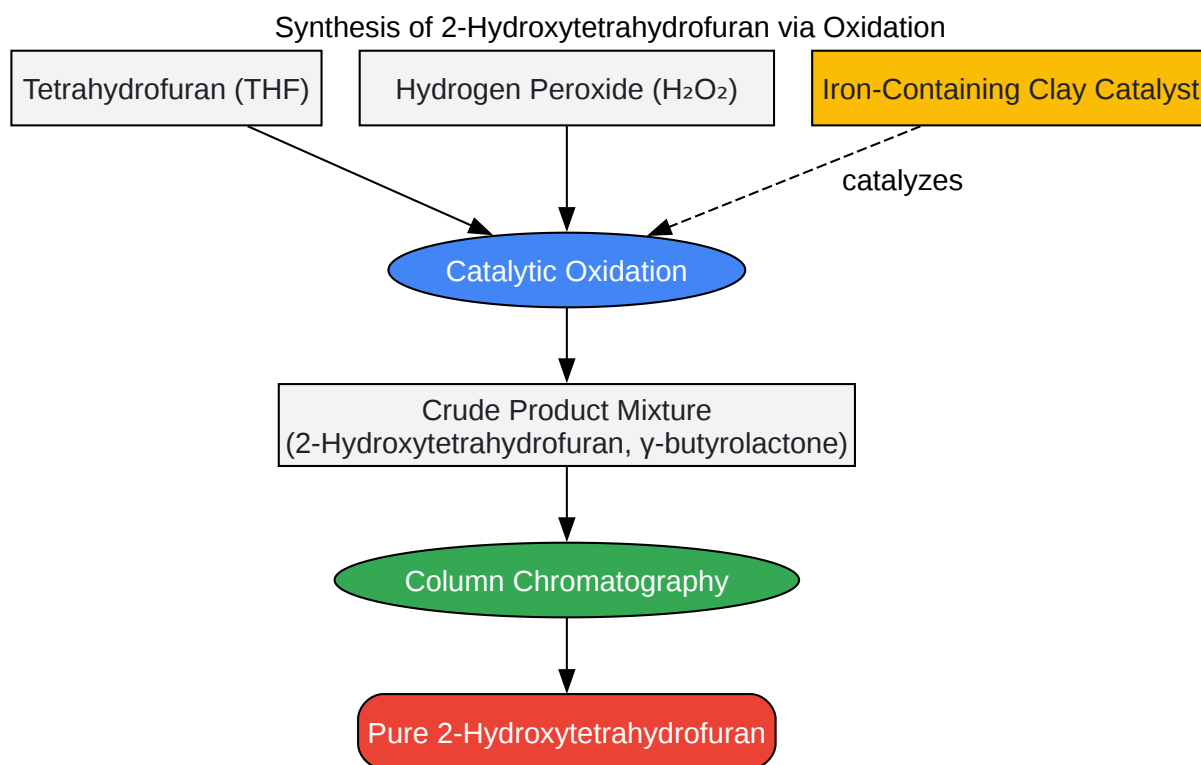 Synthesis of 2-Hydroxytetrahydrofuran via Oxidation
Tetrahydrofuran (THF)
Hydrogen Peroxide (H₂O₂)
Iron-Containing Clay Catalyst
catalyzes
Catalytic Oxidation
Crude Product Mixture
(2-Hydroxytetrahydrofuran, γ-butyrolactone)
Column Chromatography
Pure 2-Hydroxytetrahydrofuran